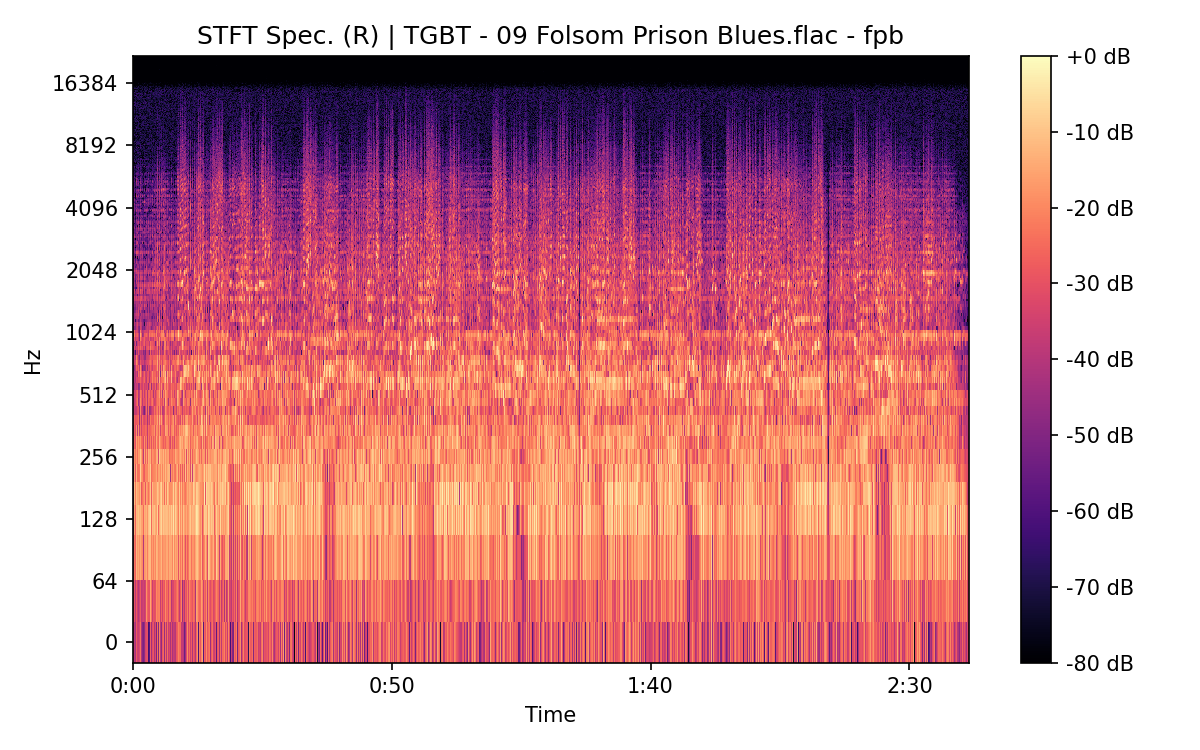 STFT Spec. (R) | TGBT - 09 Folsom Prison Blues.flac - fpb
Hz
16384
8192
4096
2048
1024
512
256
128
64
0
0:00
0:50
1:40
2:30
Time
+0 dB
-10 dB
-20 dB
-30 dB
-40 dB
-50 dB
-60 dB
-70 dB
-80 dB